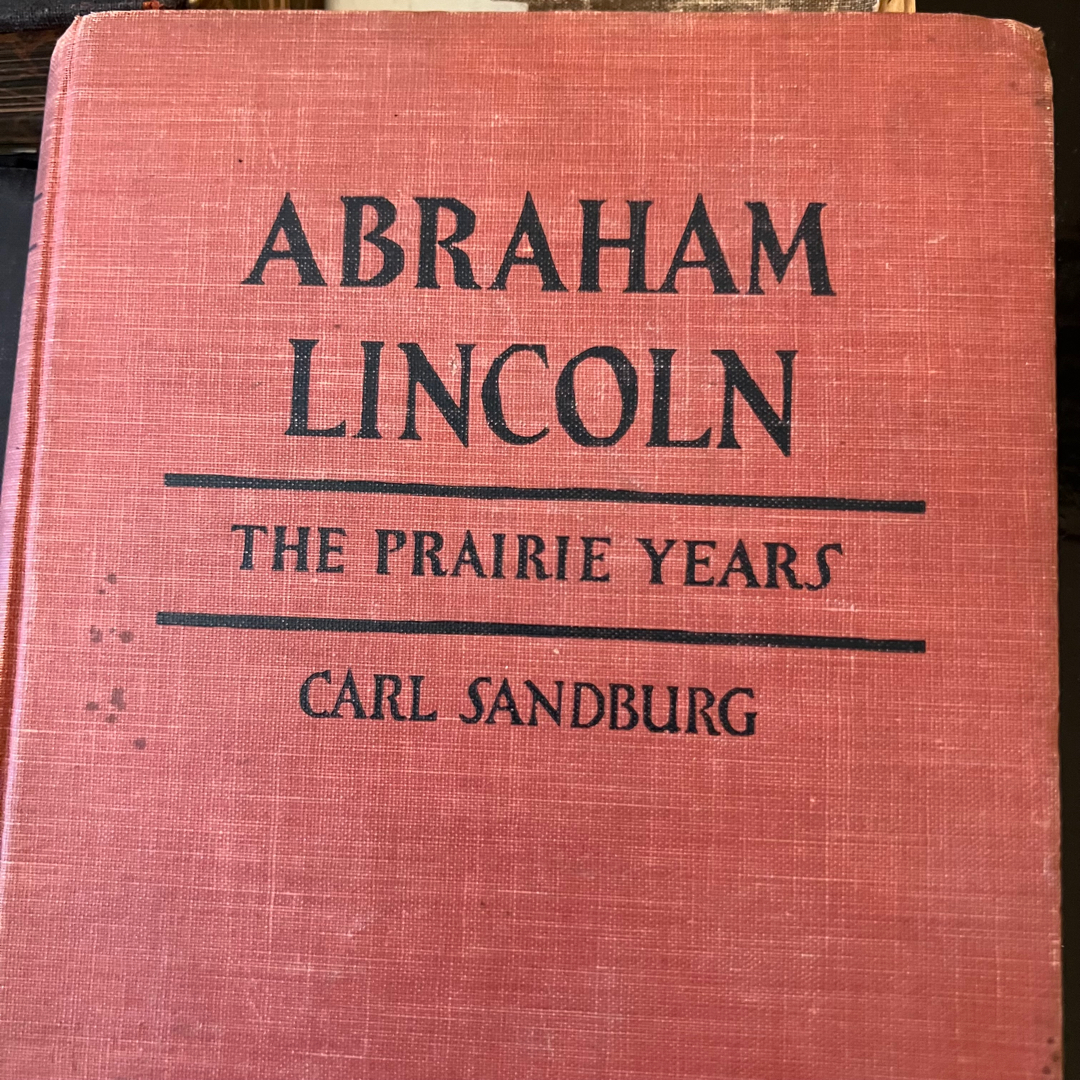 ABRAHAM
LINCOLN
THE PRAIRIE YEARS
CARL SANDBURG